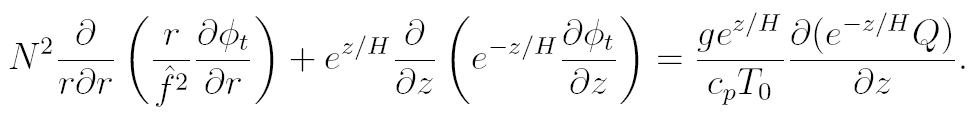 $N^2 \frac{\partial}{r \partial r} \left( \frac{r}{\hat{f}^2} \frac{\partial \phi_t}{\partial r} \right) + e^{z/H} \frac{\partial}{\partial z} \left( e^{-z/H} \frac{\partial \phi_t}{\partial z} \right) = \frac{g e^{z/H}}{c_p T_0} \frac{\partial (e^{-z/H} Q)}{\partial z}.$